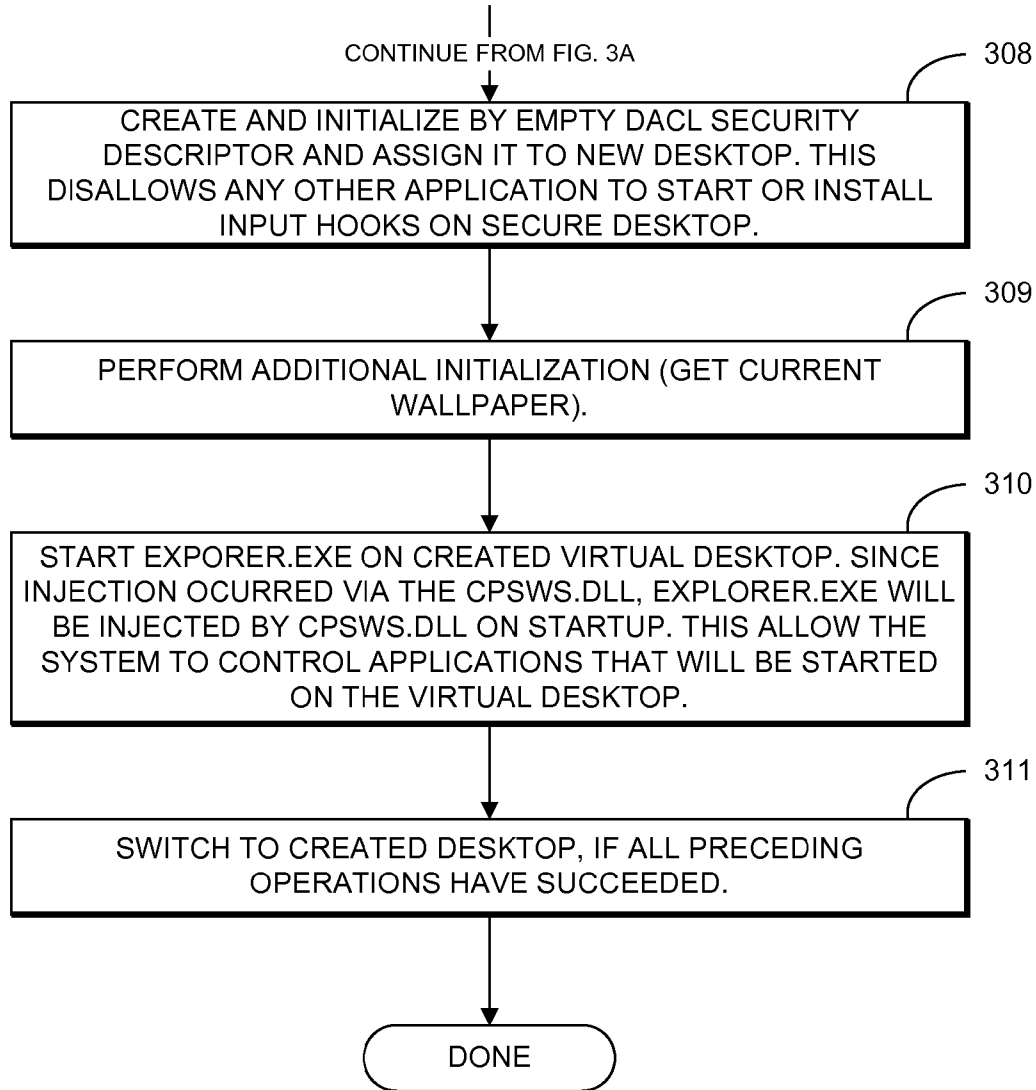 CONTINUE FROM FIG. 3A
308
CREATE AND INITIALIZE BY EMPTY DACL SECURITY
DESCRIPTOR AND ASSIGN IT TO NEW DESKTOP. THIS
DISALLOWS ANY OTHER APPLICATION TO START OR INSTALL
INPUT HOOKS ON SECURE DESKTOP.
309
PERFORM ADDITIONAL INITIALIZATION (GET CURRENT
WALLPAPER).
310
START EXPORER.EXE ON CREATED VIRTUAL DESKTOP. SINCE
INJECTION OCURRED VIA THE CPSWS.DLL, EXPLORER.EXE WILL
BE INJECTED BY CPSWS.DLL ON STARTUP. THIS ALLOW THE
SYSTEM TO CONTROL APPLICATIONS THAT WILL BE STARTED
ON THE VIRTUAL DESKTOP.
311
SWITCH TO CREATED DESKTOP, IF ALL PRECEDING
OPERATIONS HAVE SUCCEEDED.
DONE